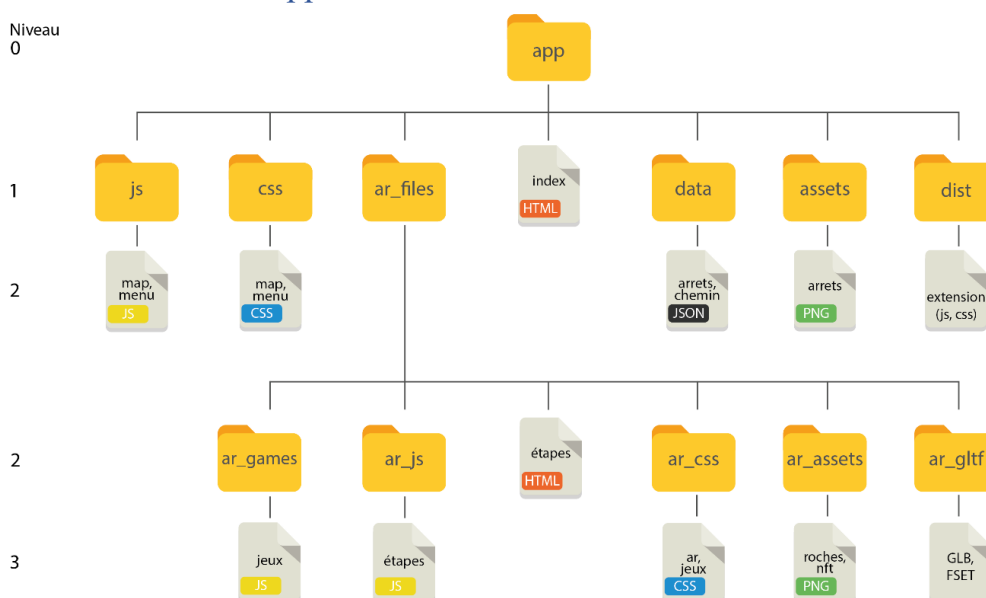 Niveau
0
app
1
js
css
ar_files
index
HTML
data
assets
dist
2
map,
menu
JS
map,
menu
CSS
arrets,
chemin
JSON
arrets
PNG
extension
(js, css)
2
ar_games
ar_js
étapes
HTML
ar_css
ar_assets
ar_gltf
3
jeux
JS
étapes
JS
ar,
jeux
CSS
roches,
nft
PNG
GLB,
FSET